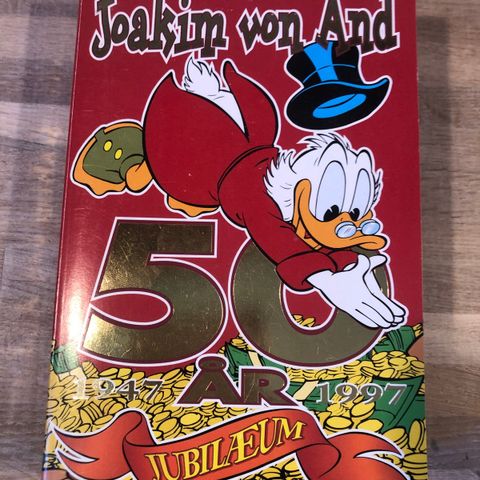 Joakim von And
50
ÅR
1947 1997
JUBILÆUM